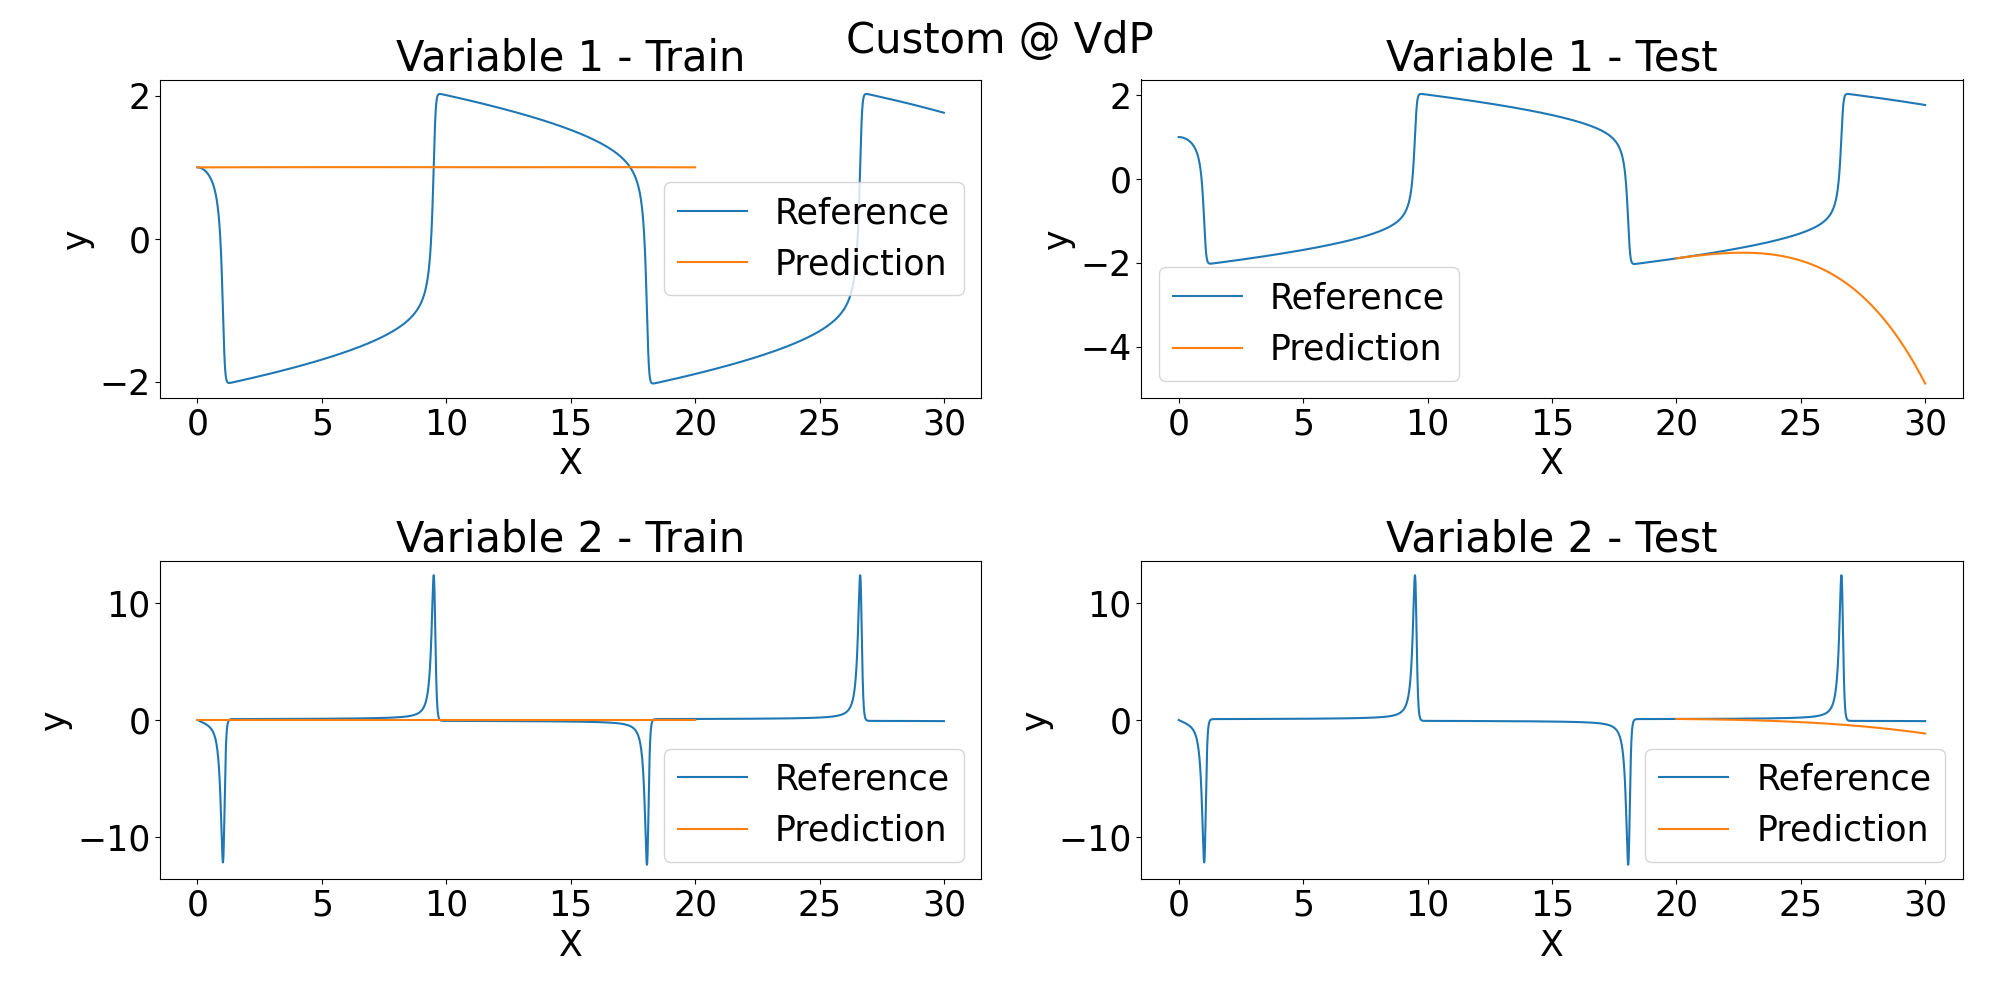 Custom @ VdP
Variable 1 - Train
2
0
−2
y
0 5 10 15 20 25 30
X
Reference
Prediction
Variable 1 - Test
2
0
−2
−4
y
0 5 10 15 20 25 30
X
Reference
Prediction
Variable 2 - Train
10
0
−10
y
0 5 10 15 20 25 30
X
Reference
Prediction
Variable 2 - Test
10
0
−10
y
0 5 10 15 20 25 30
X
Reference
Prediction